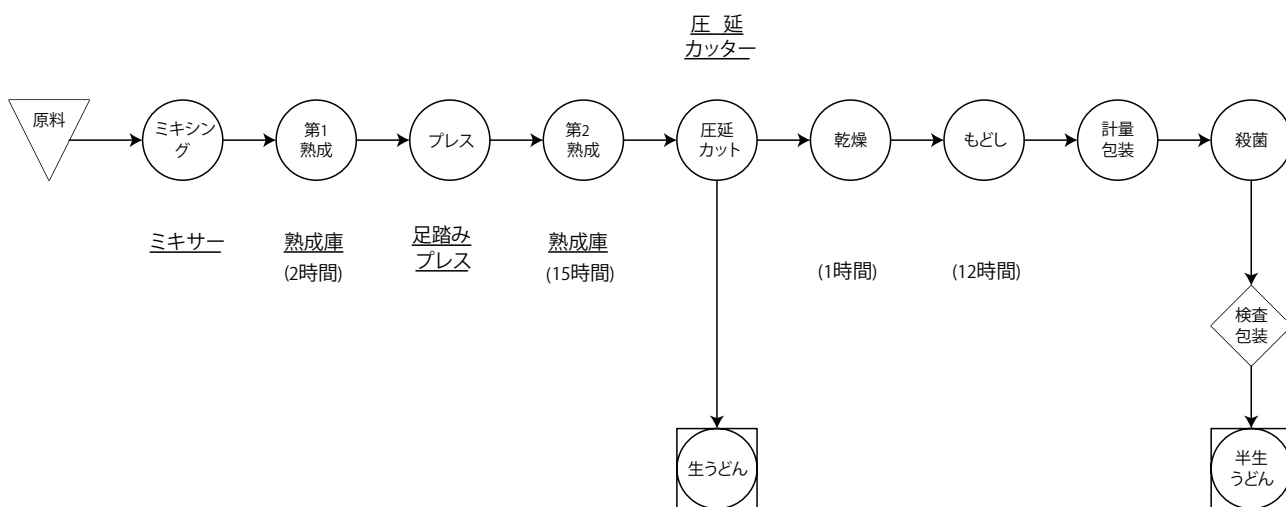 圧 延
カッター
原料
ミキシン
グ
第1
熟成
プレス
第2
熟成
圧延
カット
乾燥
もどし
計量
包装
殺菌
ミキサー
熟成庫
(2時間)
足踏み
プレス
熟成庫
(15時間)
(1時間)
(12時間)
検査
包装
生うどん
半生
うどん